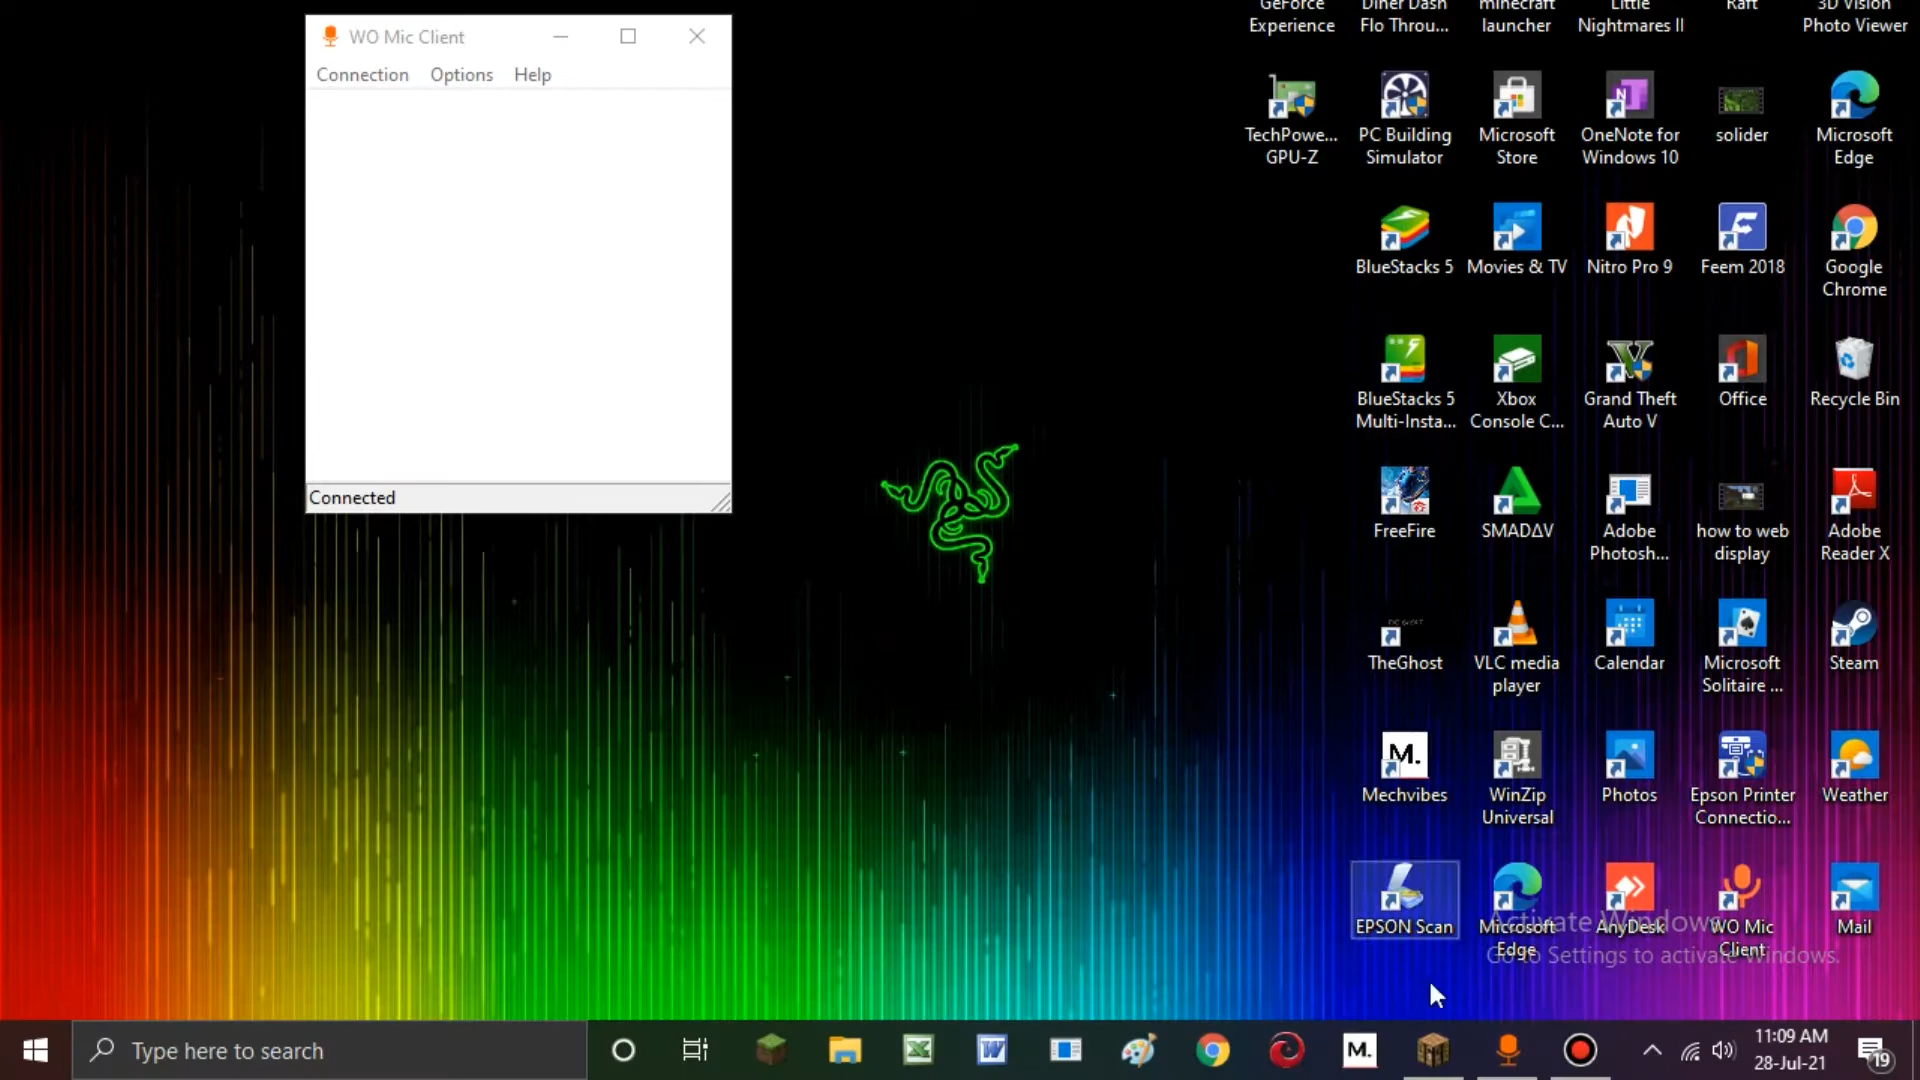 WO Mic Client
Connection Options Help
Connected
GeForce
Experience
Diner Dash
Flo Throu...
minecraft
launcher
Little
Nightmares II
Raft
3D Vision
Photo Viewer
TechPowe...
GPU-Z
PC Building
Simulator
Microsoft
Store
OneNote for
Windows 10
solider
Microsoft
Edge
BlueStacks 5
Movies & TV
Nitro Pro 9
Feem 2018
Google
Chrome
BlueStacks 5
Multi-Insta...
Xbox
Console C...
Grand Theft
Auto V
Office
Recycle Bin
FreeFire
SMADΔV
Adobe
Photosh...
how to web
display
Adobe
Reader X
TheGhost
VLC media
player
Calendar
Microsoft
Solitaire ...
Steam
M.
Mechvibes
WinZip
Universal
Photos
Epson Printer
Connectio...
Weather
EPSON Scan
Microsoft
Edge
AnyDesk
WO Mic
Client
Mail
Activate Windows
Go to Settings to activate Windows.
Type here to search
M.
11:09 AM
28-Jul-21
19